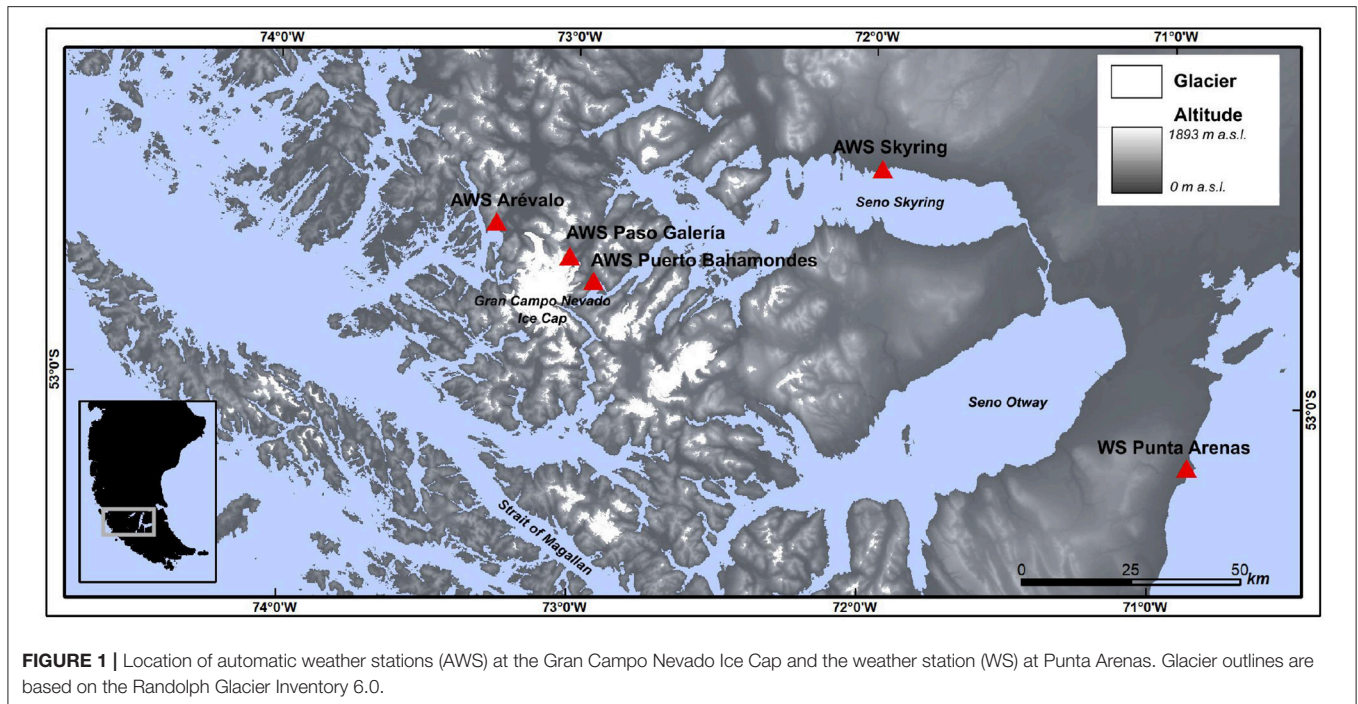 74°0'W 73°0'W 72°0'W 71°0'W
Glacier
Altitude
1893 m a.s.l.
0 m a.s.l.
AWS Skyring
Seno Skyring
AWS Arévalo
AWS Paso Galería
AWS Puerto Bahamondes
Gran Campo Nevado
Ice Cap
53°0'S
53°0'S
Seno Otway
WS Punta Arenas
Strait of Magallan
0 25 50
km
74°0'W 73°0'W 72°0'W 71°0'W
FIGURE 1 | Location of automatic weather stations (AWS) at the Gran Campo Nevado Ice Cap and the weather station (WS) at Punta Arenas. Glacier outlines are
based on the Randolph Glacier Inventory 6.0.